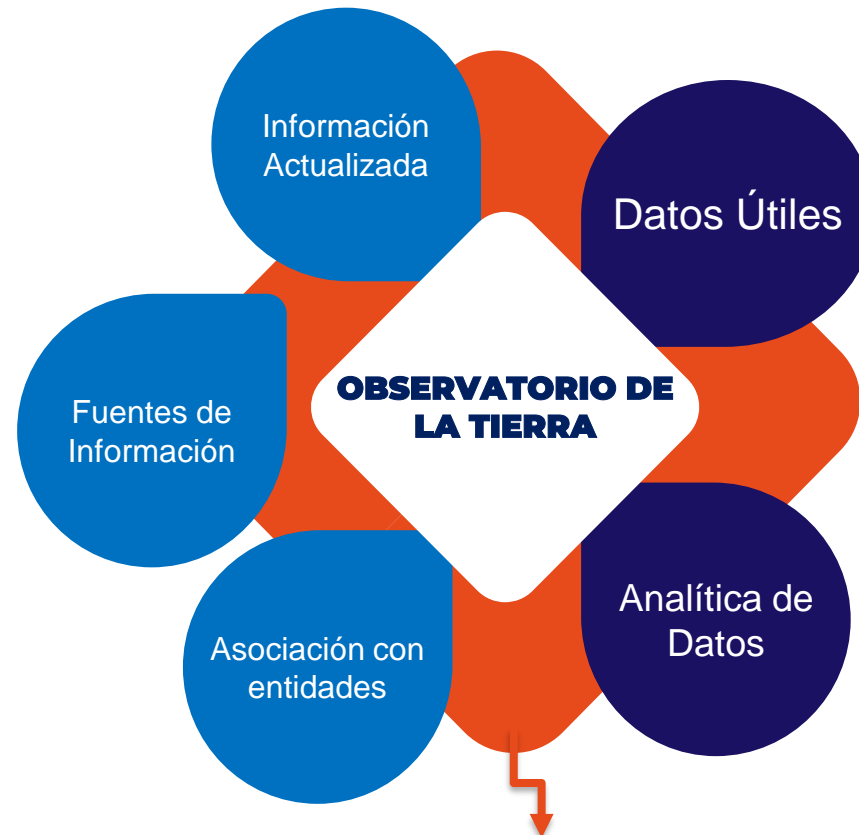 Información
Actualizada
Datos Útiles
OBSERVATORIO DE
LA TIERRA
Fuentes de
Información
Analítica de
Datos
Asociación con
entidades